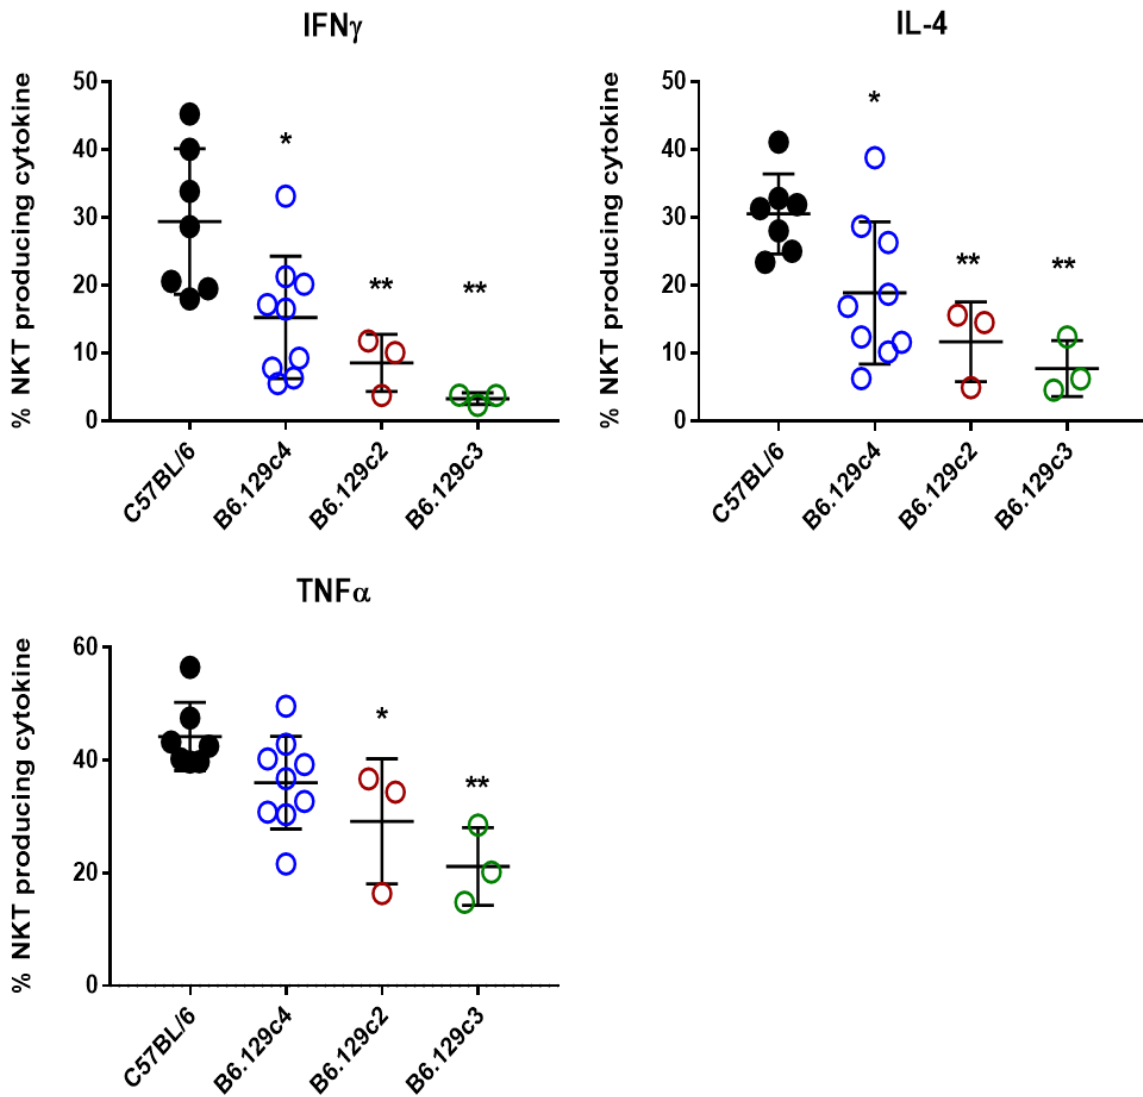 IFNγ
% NKT producing cytokine
50
40
30
20
10
0
*
**
**
C57BL/6
B6.129c4
B6.129c2
B6.129c3
IL-4
% NKT producing cytokine
50
40
30
20
10
0
*
**
**
C57BL/6
B6.129c4
B6.129c2
B6.129c3
TNFα
% NKT producing cytokine
60
40
20
0
*
**
C57BL/6
B6.129c4
B6.129c2
B6.129c3